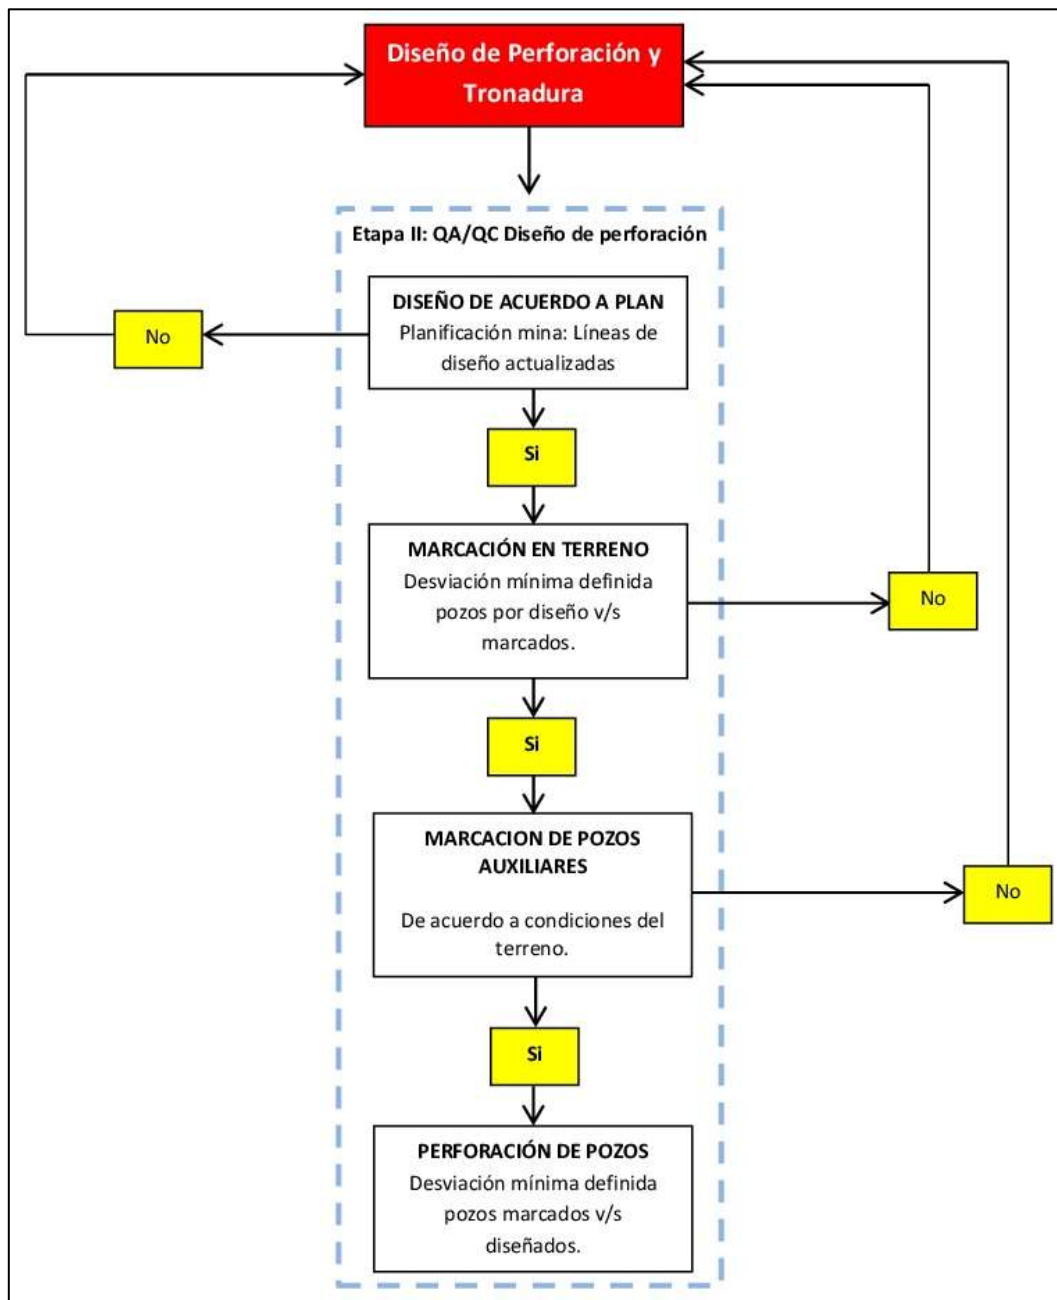 Diseño de Perforación y
Tronadura
Etapa II: QA/QC Diseño de perforación
DISEÑO DE ACUERDO A PLAN
Planificación mina: Líneas de
diseño actualizadas
No
Si
MARCACIÓN EN TERRENO
Desviación mínima definida
pozos por diseño v/s
marcados.
No
Si
MARCACION DE POZOS
AUXILIARES
De acuerdo a condiciones del
terreno.
No
Si
PERFORACIÓN DE POZOS
Desviación mínima definida
pozos marcados v/s
diseñados.